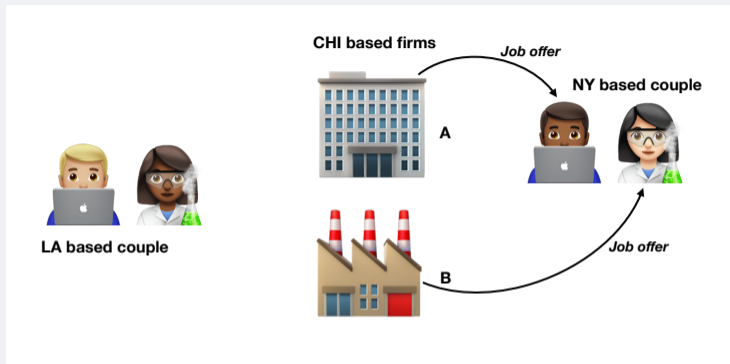 CHI based firms
Job offer
NY based couple
A
LA based couple
B
Job offer